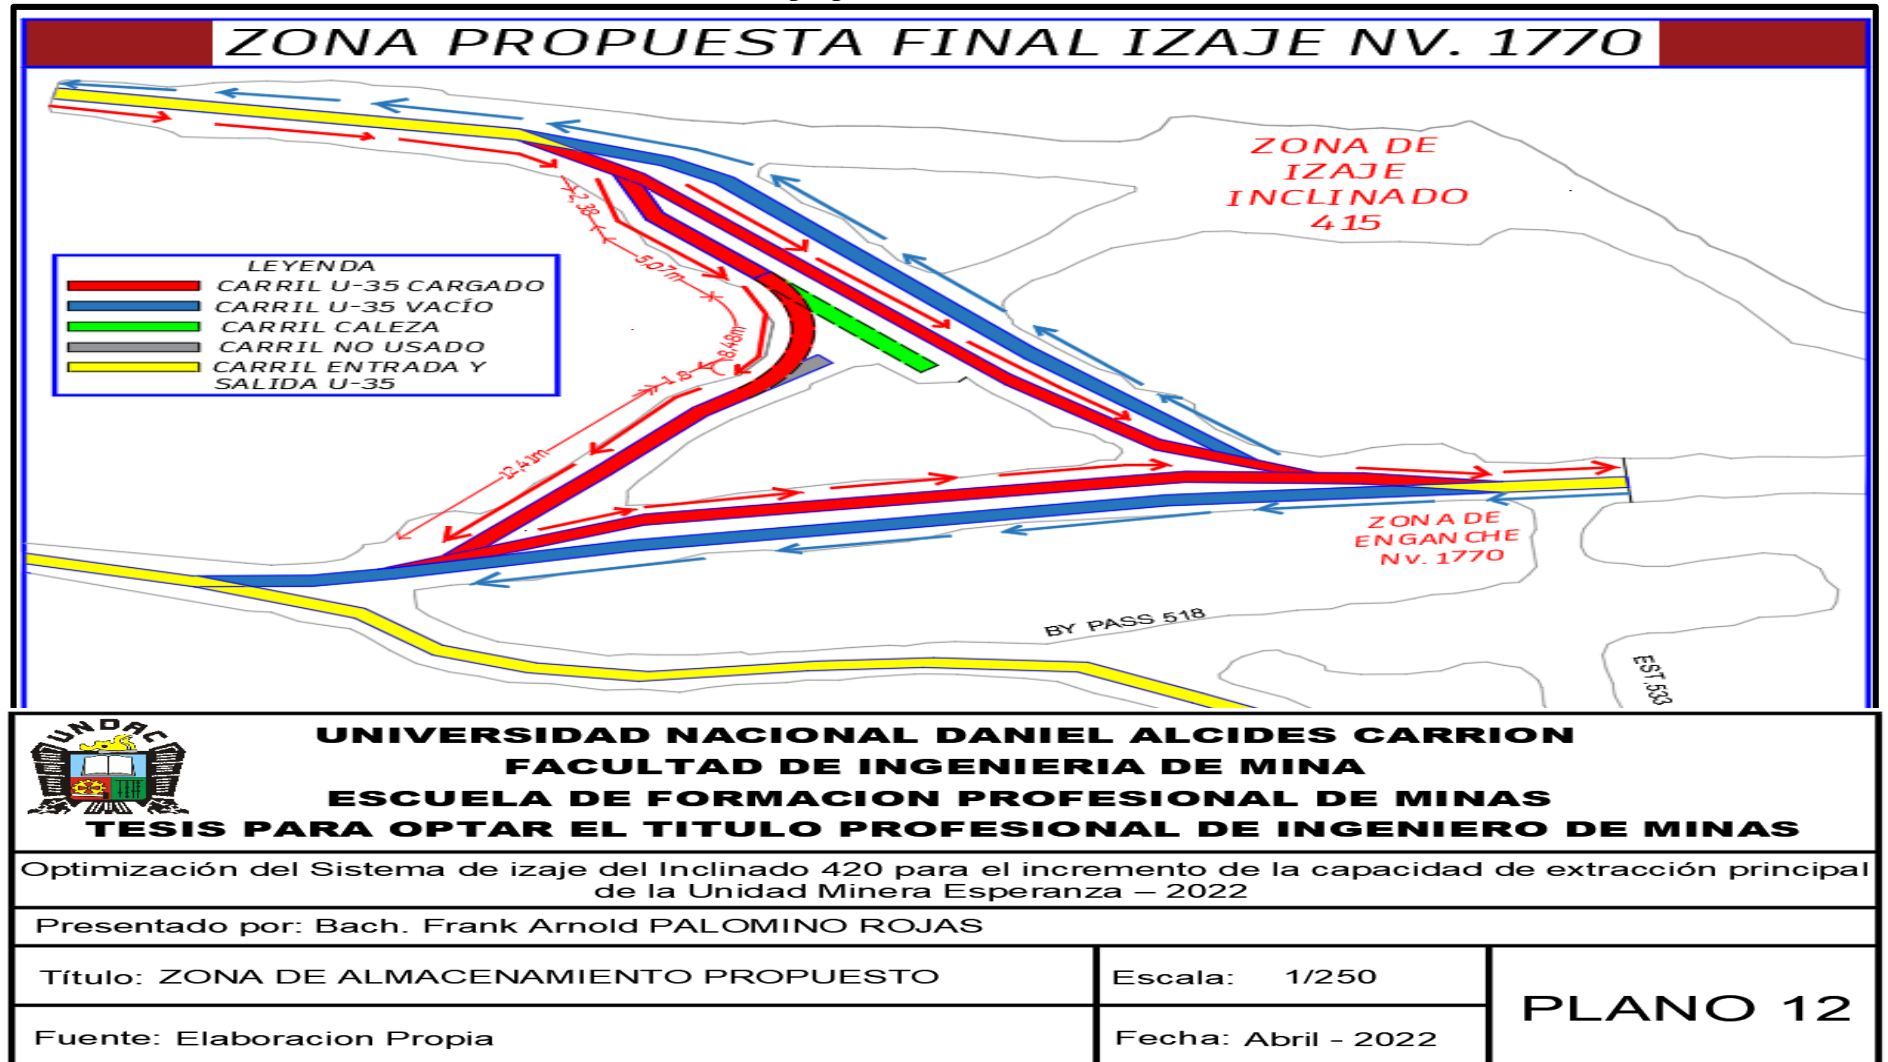 ZONA PROPUESTA FINAL IZAJE NV. 1770
ZONA DE
IZAJE
INCLINADO
415
2,38
5,07m
18,48m
1,8
12,41m
LEYENDA
CARRIL U-35 CARGADO
CARRIL U-35 VACÍO
CARRIL CALEZA
CARRIL NO USADO
CARRIL ENTRADA Y
SALIDA U-35
ZONA DE
ENGANCHE
Nv. 1770
BY PASS 518
EST.533
UNDAC
UNIVERSIDAD NACIONAL DANIEL ALCIDES CARRION
FACULTAD DE INGENIERIA DE MINA
ESCUELA DE FORMACION PROFESIONAL DE MINAS
TESIS PARA OPTAR EL TITULO PROFESIONAL DE INGENIERO DE MINAS
Optimización del Sistema de izaje del Inclinado 420 para el incremento de la capacidad de extracción principal
de la Unidad Minera Esperanza – 2022
Presentado por: Bach. Frank Arnold PALOMINO ROJAS
Título: ZONA DE ALMACENAMIENTO PROPUESTO
Escala: 1/250
PLANO 12
Fuente: Elaboracion Propia
Fecha: Abril - 2022